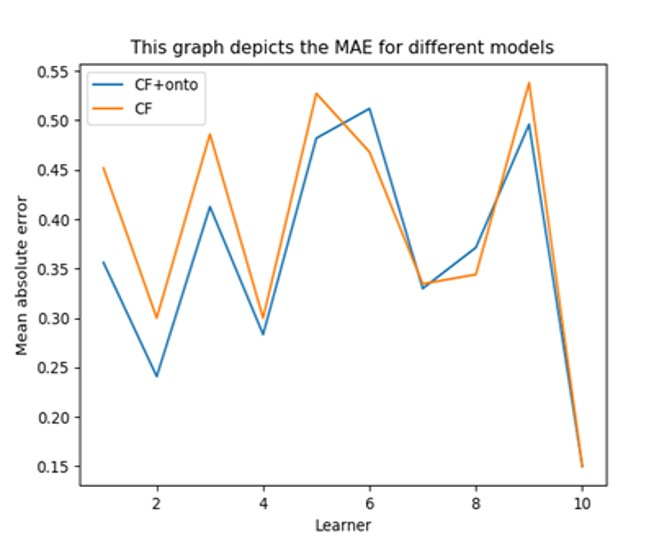 This graph depicts the MAE for different models
CF+onto
CF
Mean absolute error
0.55
0.50
0.45
0.40
0.35
0.30
0.25
0.20
0.15
2 4 6 8 10
Learner